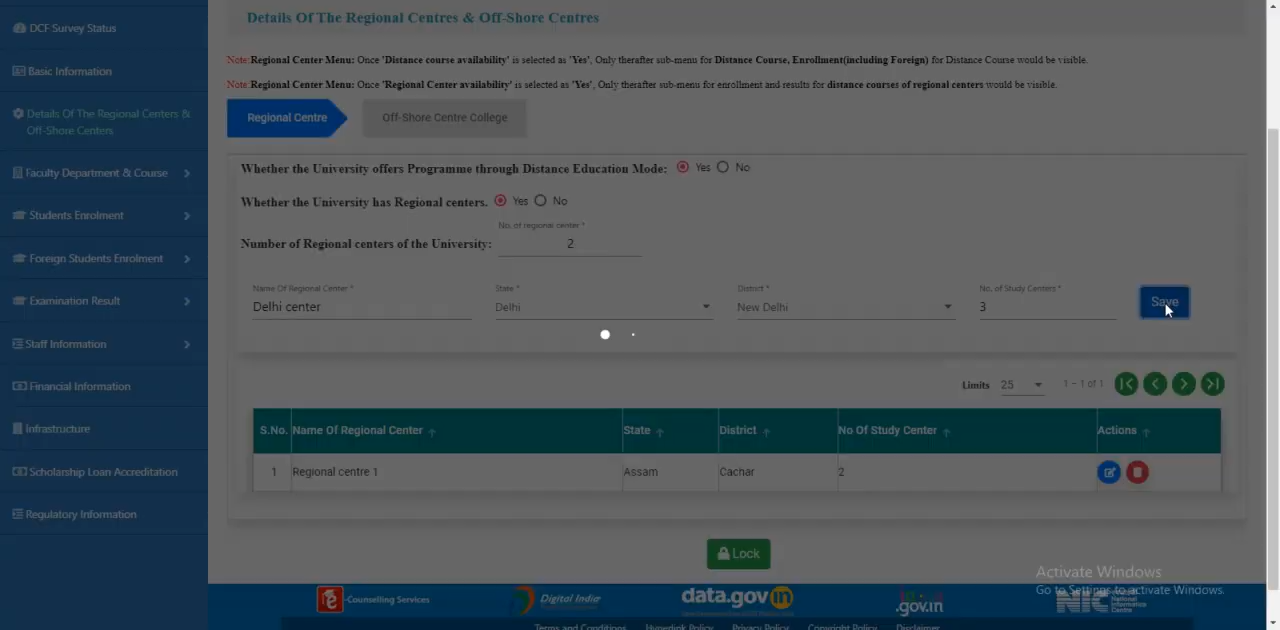 Details Of The Regional Centres & Off-Shore Centres
DCF Survey Status
Note:Regional Center Menu: Once 'Distance course availability' is selected as 'Yes', Only therafter sub-menu for Distance Course, Enrollment(including Foreign) for Distance Course would be visible.
Basic Information
Note:Regional Center Menu: Once 'Regional Center availability' is selected as 'Yes', Only thereafter sub-menu for enrollment and results for distance courses of regional centers would be visible.
Details Of The Regional Centers &
Off-Shore Centers
Regional Centre
Off-Shore Centre College
Faculty Department & Course
Whether the University offers Programme through Distance Education Mode: Yes No
Students Enrolment
Whether the University has Regional centers. Yes No
No. of regional center *
Number of Regional centers of the University: 2
Foreign Students Enrolment
Name Of Regional Center * State * District * No. of Study Centers *
Examination Result
Delhi center Delhi New Delhi 3 Save
Staff Information
Financial Information
Limits 25 1 – 1 of 1
Infrastructure
S.No. Name Of Regional Center State District No Of Study Center Actions
Scholarship Loan Accreditation
1 Regional centre 1 Assam Cachar 2
Regulatory Information
Lock
Activate Windows
Go to Settings to activate Windows.
Counselling Services
Digital India
data.gov in
.gov.in
NIC National Informatics Centre
Terms and Conditions Hyperlink Policy Privacy Policy Copyright Policy Disclaimer